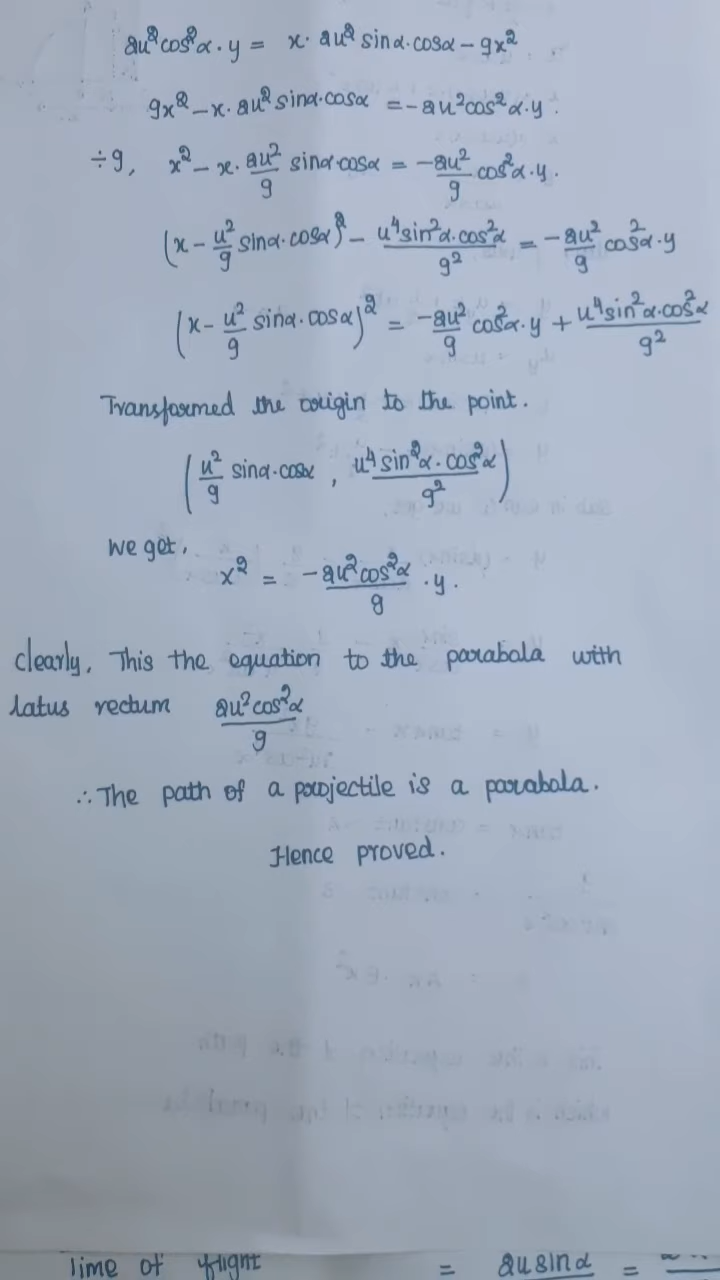 2u²cos²α·y = x·2u² sinα·cosα – gx²
gx² – x·2u² sinα·cosα = –2u²cos²α·y.
÷g, x² – x·2u²/g sinα cosα = –2u²/g cos²α·y.
(x – u²/g sinα·cosα)² – u⁴sin²α·cos²α/g² = –2u²/g cos²α·y
(x – u²/g sinα·cosα)² = –2u²/g cos²α·y + u⁴sin²α·cos²α/g²
Transformed the origin to the point.
(u²/g sinα·cosα , u⁴sin²α·cos²α/g²)
we get,
x² = –2u²cos²α/g ·y.
clearly, This the equation to the parabola with
latus rectum 2u²cos²α/g
∴ The path of a projectile is a parabola.
Hence proved.
Time of flight = 2u sinα =